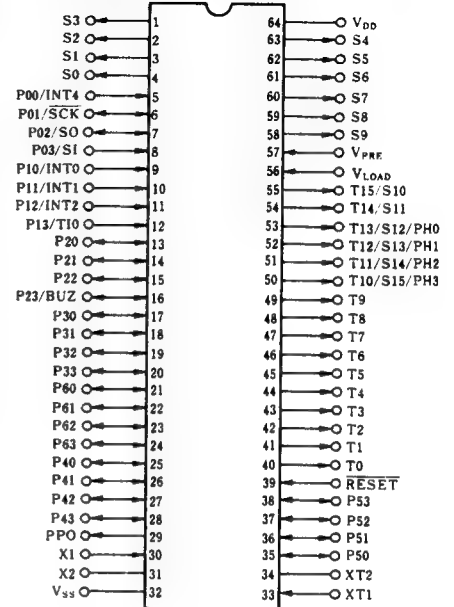 S3 1 64 VDD
S2 2 63 S4
S1 3 62 S5
S0 4 61 S6
P00/INT4 5 60 S7
P01/SCK 6 59 S8
P02/SO 7 58 S9
P03/SI 8 57 VPRE
P10/INT0 9 56 VLOAD
P11/INT1 10 55 T15/S10
P12/INT2 11 54 T14/S11
P13/TI0 12 53 T13/S12/PH0
P20 13 52 T12/S13/PH1
P21 14 51 T11/S14/PH2
P22 15 50 T10/S15/PH3
P23/BUZ 16 49 T9
P30 17 48 T8
P31 18 47 T7
P32 19 46 T6
P33 20 45 T5
P60 21 44 T4
P61 22 43 T3
P62 23 42 T2
P63 24 41 T1
P40 25 40 T0
P41 26 39 RESET
P42 27 38 P53
P43 28 37 P52
PPO 29 36 P51
X1 30 35 P50
X2 31 34 XT2
VSS 32 33 XT1